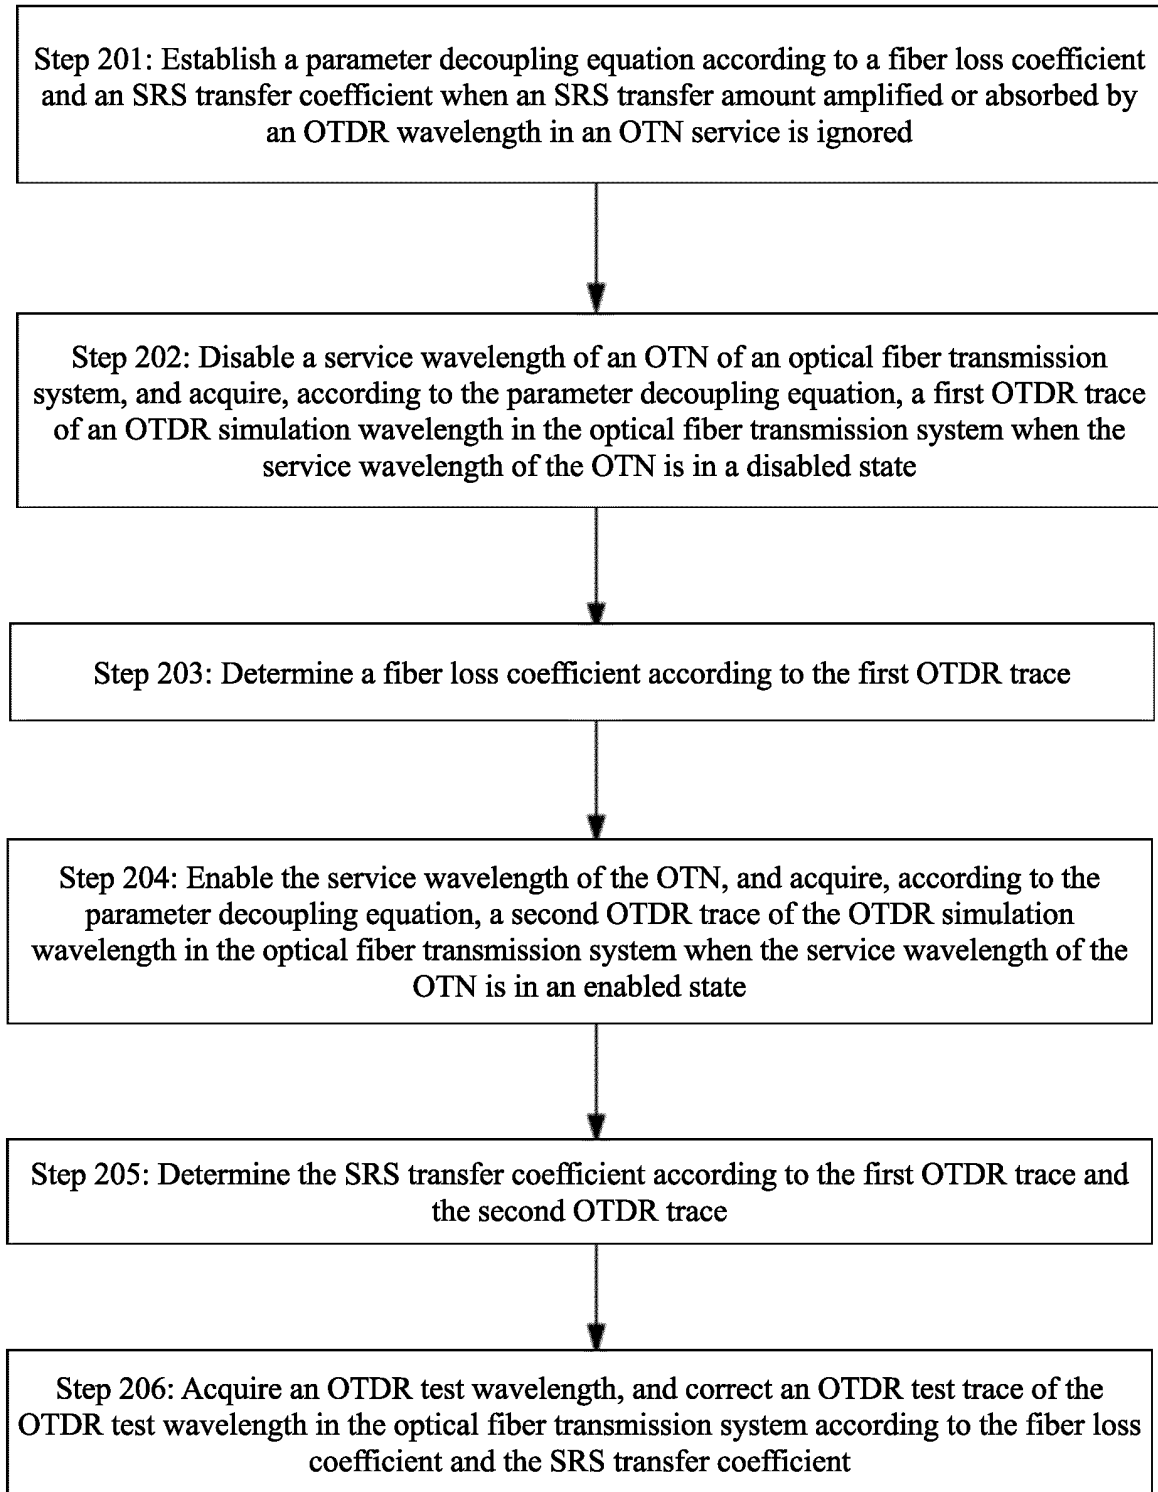 Step 201: Establish a parameter decoupling equation according to a fiber loss coefficient
and an SRS transfer coefficient when an SRS transfer amount amplified or absorbed by
an OTDR wavelength in an OTN service is ignored
Step 202: Disable a service wavelength of an OTN of an optical fiber transmission
system, and acquire, according to the parameter decoupling equation, a first OTDR trace
of an OTDR simulation wavelength in the optical fiber transmission system when the
service wavelength of the OTN is in a disabled state
Step 203: Determine a fiber loss coefficient according to the first OTDR trace
Step 204: Enable the service wavelength of the OTN, and acquire, according to the
parameter decoupling equation, a second OTDR trace of the OTDR simulation
wavelength in the optical fiber transmission system when the service wavelength of the
OTN is in an enabled state
Step 205: Determine the SRS transfer coefficient according to the first OTDR trace and
the second OTDR trace
Step 206: Acquire an OTDR test wavelength, and correct an OTDR test trace of the
OTDR test wavelength in the optical fiber transmission system according to the fiber loss
coefficient and the SRS transfer coefficient